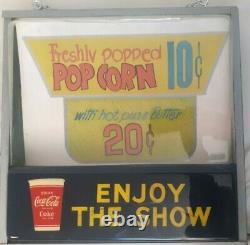 Freshly popped
POP CORN 10¢
with hot pure Butter
20¢
DRINK
Coca-Cola
Coke
ENJOY
THE SHOW